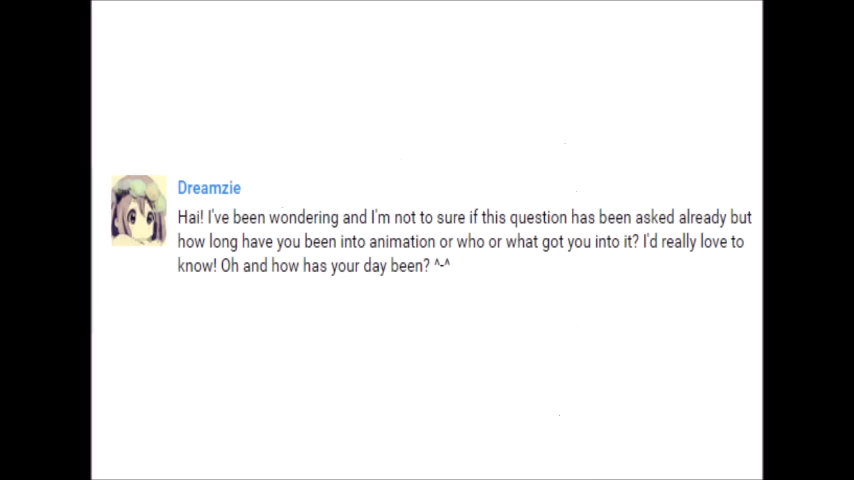 Dreamzie
Hai! I've been wondering and I'm not to sure if this question has been asked already but
how long have you been into animation or who or what got you into it? I'd really love to
know! Oh and how has your day been? ^-^